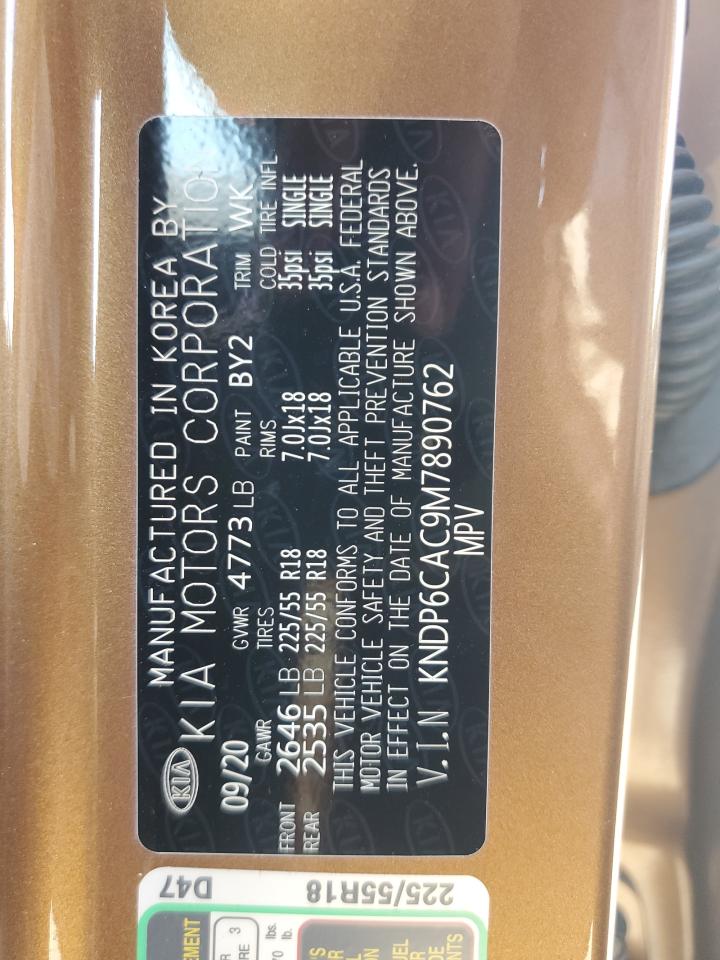 KIA MANUFACTURED IN KOREA BY
KIA MOTORS CORPORATION
09/20 GVWR 4773 LB PAINT BY2 TRIM WK
GAWR TIRES RIMS COLD TIRE INFL
FRONT 2646 LB 225/55 R18 7.0Jx18 35psi SINGLE
REAR 2535 LB 225/55 R18 7.0Jx18 35psi SINGLE
THIS VEHICLE CONFORMS TO ALL APPLICABLE U.S.A. FEDERAL
MOTOR VEHICLE SAFETY AND THEFT PREVENTION STANDARDS
IN EFFECT ON THE DATE OF MANUFACTURE SHOWN ABOVE.
V.I.N KNDP6CAC9M7890762
MPV
225/55R18 D47